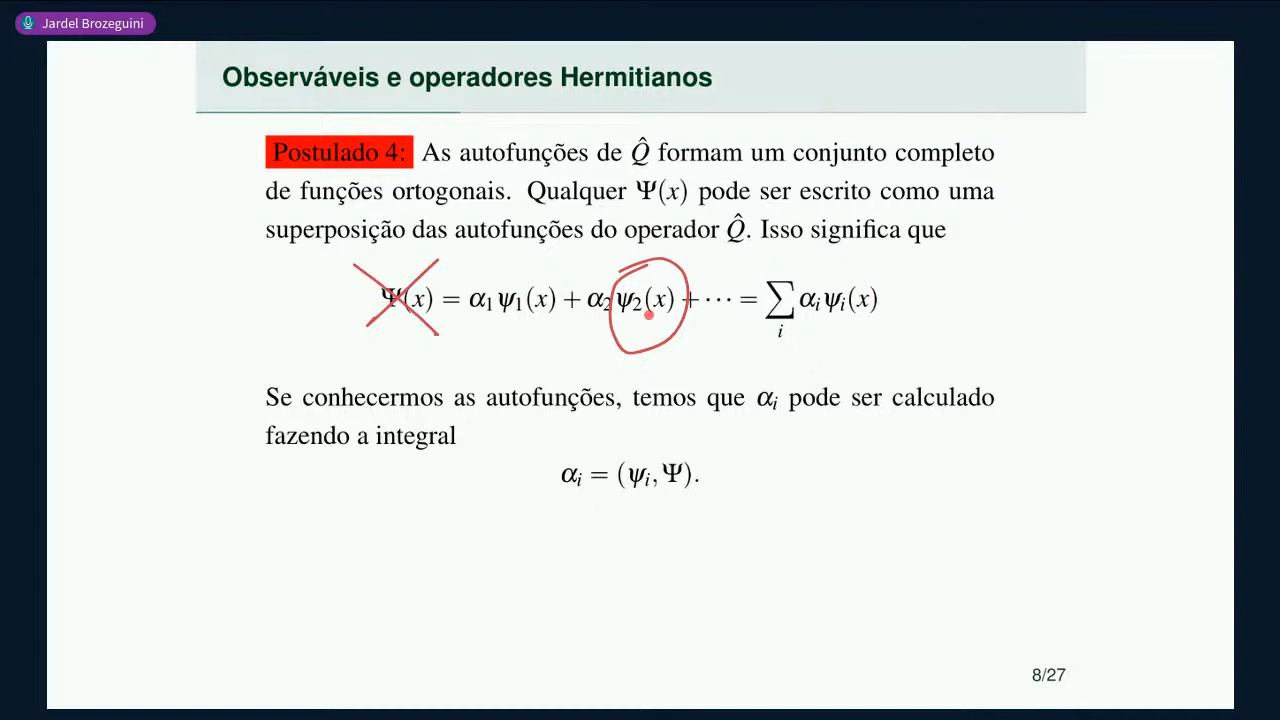 Jardel Brozeguini
Observáveis e operadores Hermitianos
Postulado 4: As autofunções de Q̂ formam um conjunto completo
de funções ortogonais. Qualquer Ψ(x) pode ser escrito como uma
superposição das autofunções do operador Q̂. Isso significa que
Ψ(x) = α₁ψ₁(x) + α₂ψ₂(x) + ··· = ∑ᵢ αᵢψᵢ(x)
Se conhecermos as autofunções, temos que αᵢ pode ser calculado
fazendo a integral
αᵢ = (ψᵢ, Ψ).
8/27